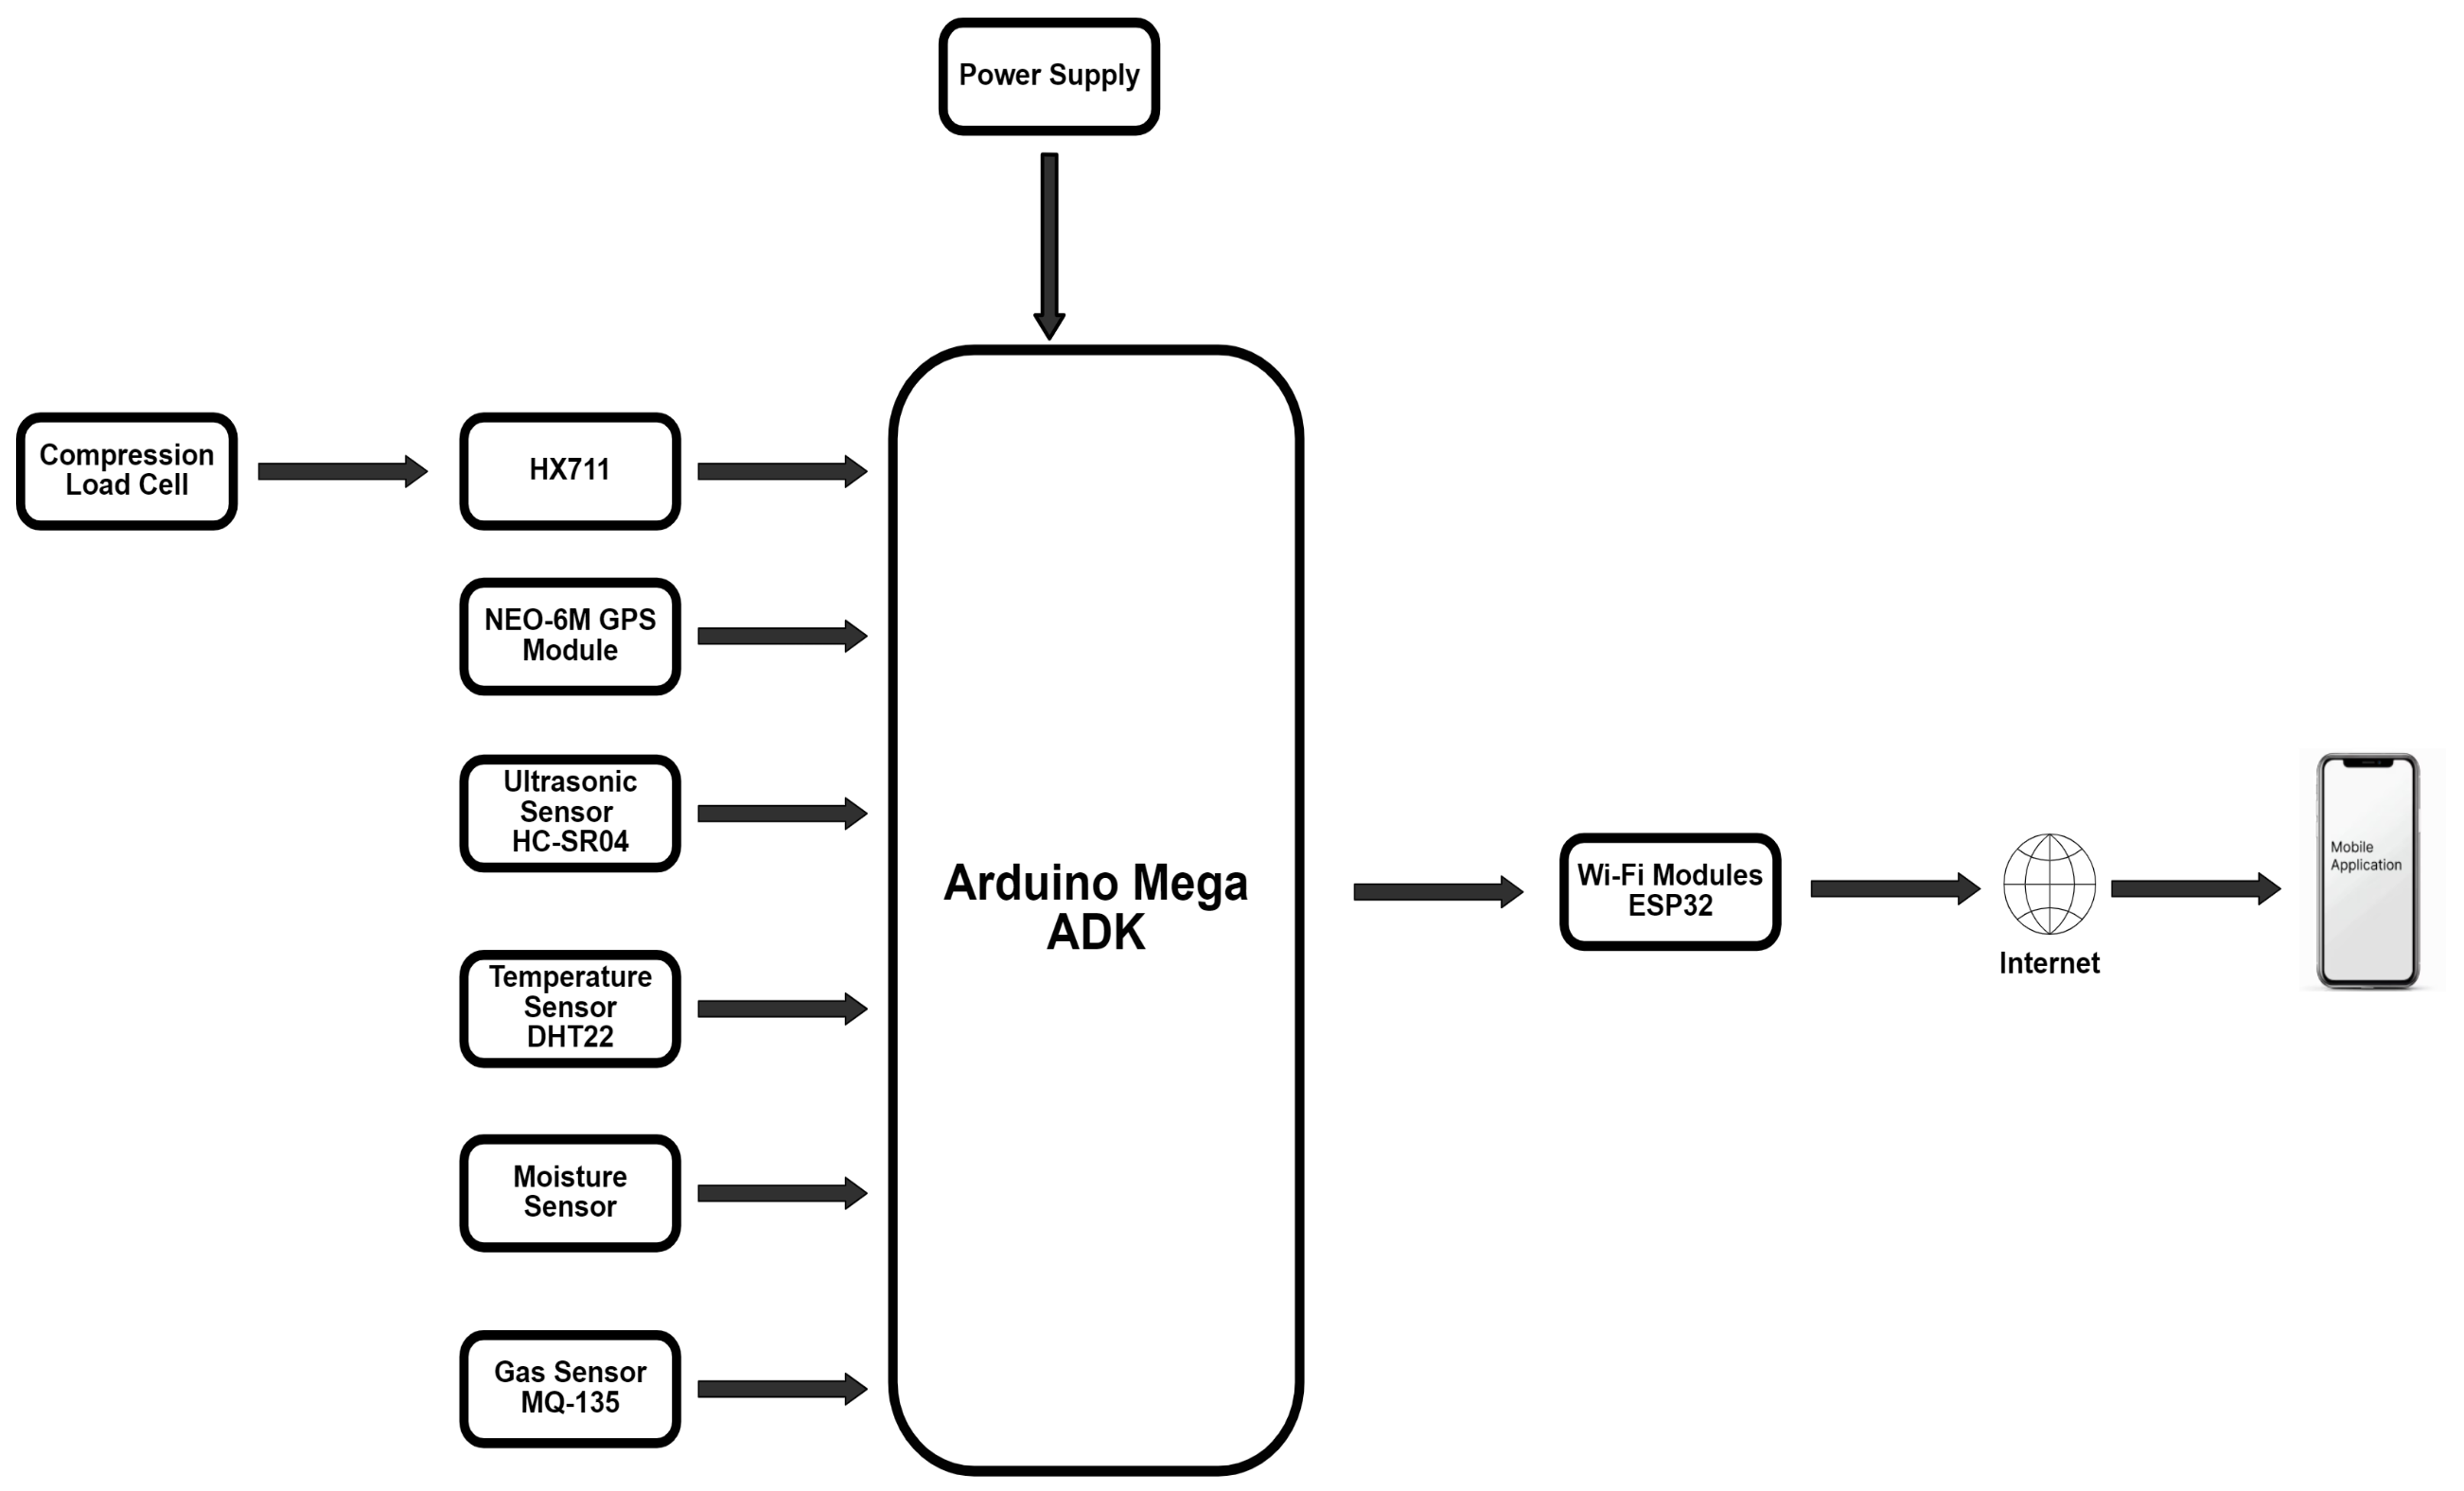 Power Supply
Compression
Load Cell
HX711
NEO-6M GPS
Module
Ultrasonic
Sensor
HC-SR04
Temperature
Sensor
DHT22
Moisture
Sensor
Gas Sensor
MQ-135
Arduino Mega
ADK
Wi-Fi Modules
ESP32
Internet
Mobile
Application